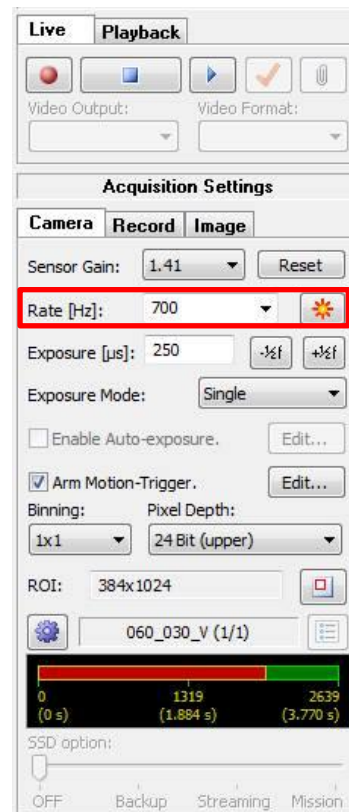 Live Playback
Video Output: Video Format:
Acquisition Settings
Camera Record Image
Sensor Gain: 1.41 Reset
Rate [Hz]: 700
Exposure [µs]: 250 -½f +½f
Exposure Mode: Single
Enable Auto-exposure. Edit...
Arm Motion-Trigger. Edit...
Binning: Pixel Depth:
1x1 24 Bit (upper)
ROI: 384x1024
060_030_V (1/1)
0 1319 2639
(0 s) (1.884 s) (3.770 s)
SSD option:
OFF Backup Streaming Mission